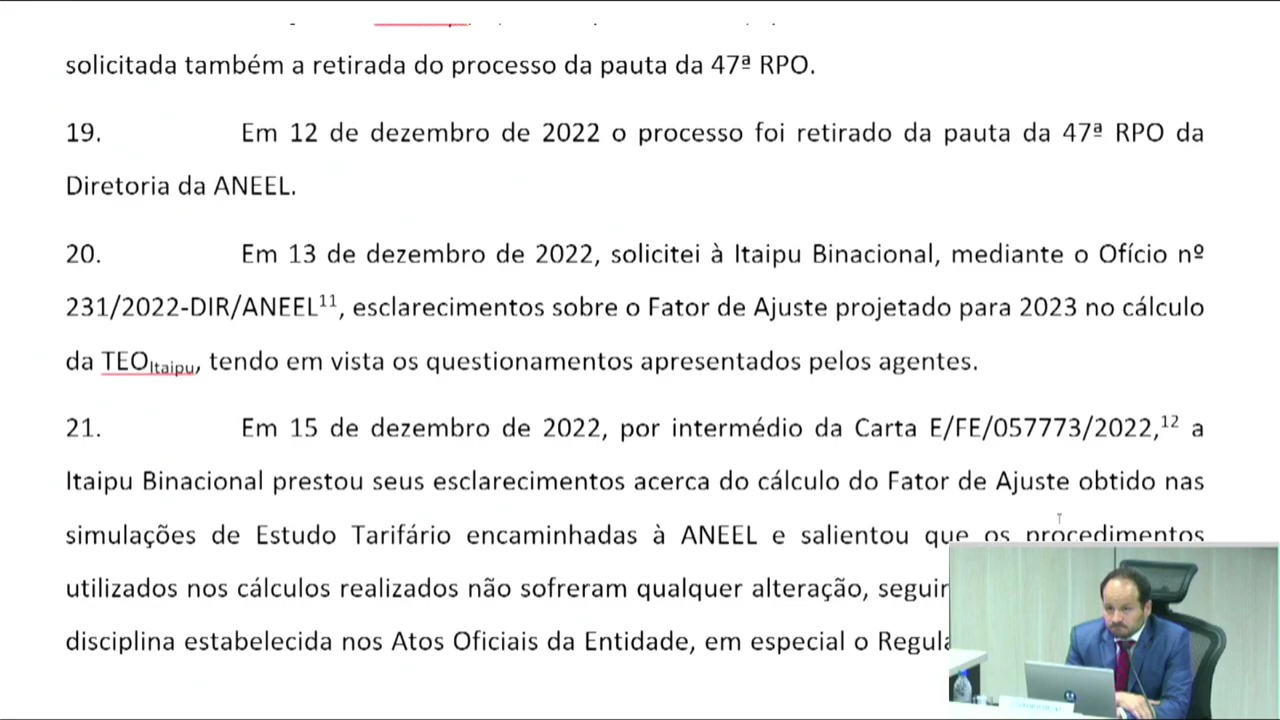 solicitada também a retirada do processo da pauta da 47ª RPO.
19. Em 12 de dezembro de 2022 o processo foi retirado da pauta da 47ª RPO da
Diretoria da ANEEL.
20. Em 13 de dezembro de 2022, solicitei à Itaipu Binacional, mediante o Ofício nº
231/2022-DIR/ANEEL¹¹, esclarecimentos sobre o Fator de Ajuste projetado para 2023 no cálculo
da TEOItaipu, tendo em vista os questionamentos apresentados pelos agentes.
21. Em 15 de dezembro de 2022, por intermédio da Carta E/FE/057773/2022,¹² a
Itaipu Binacional prestou seus esclarecimentos acerca do cálculo do Fator de Ajuste obtido nas
simulações de Estudo Tarifário encaminhadas à ANEEL e salientou que os procedimentos
utilizados nos cálculos realizados não sofreram qualquer alteração,
disciplina estabelecida nos Atos Oficiais da Entidade, em especial o